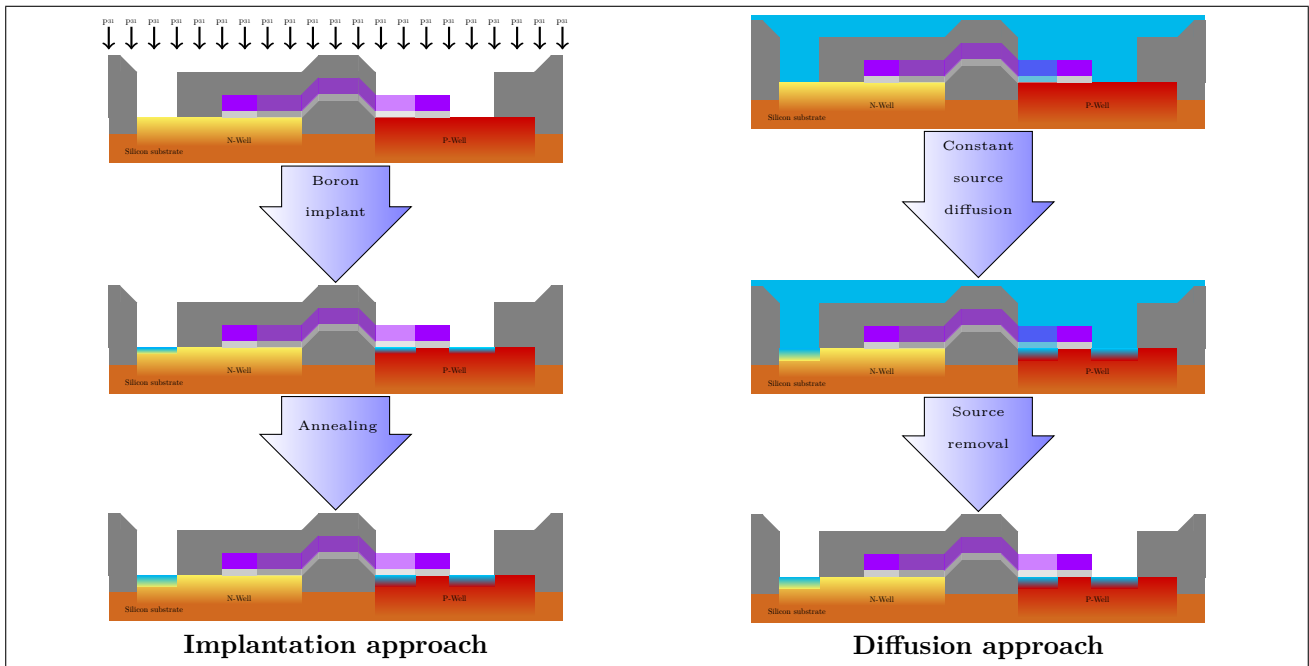 P31 P31 P31 P31 P31 P31 P31 P31 P31 P31 P31 P31 P31 P31 P31 P31 P31 P31 P31 P31 P31
N-Well
P-Well
Silicon substrate
Boron
implant
N-Well
P-Well
Silicon substrate
Annealing
N-Well
P-Well
Silicon substrate
Implantation approach
N-Well
P-Well
Silicon substrate
Constant
source
diffusion
N-Well
P-Well
Silicon substrate
Source
removal
N-Well
P-Well
Silicon substrate
Diffusion approach